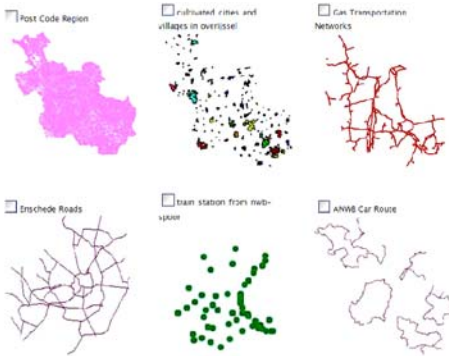 Post Code Region
cultivated cities and
villages in overijssel
Gas Transportation
Networks
Enschede Roads
train station from nwb-
spoor
ANWB Car Route